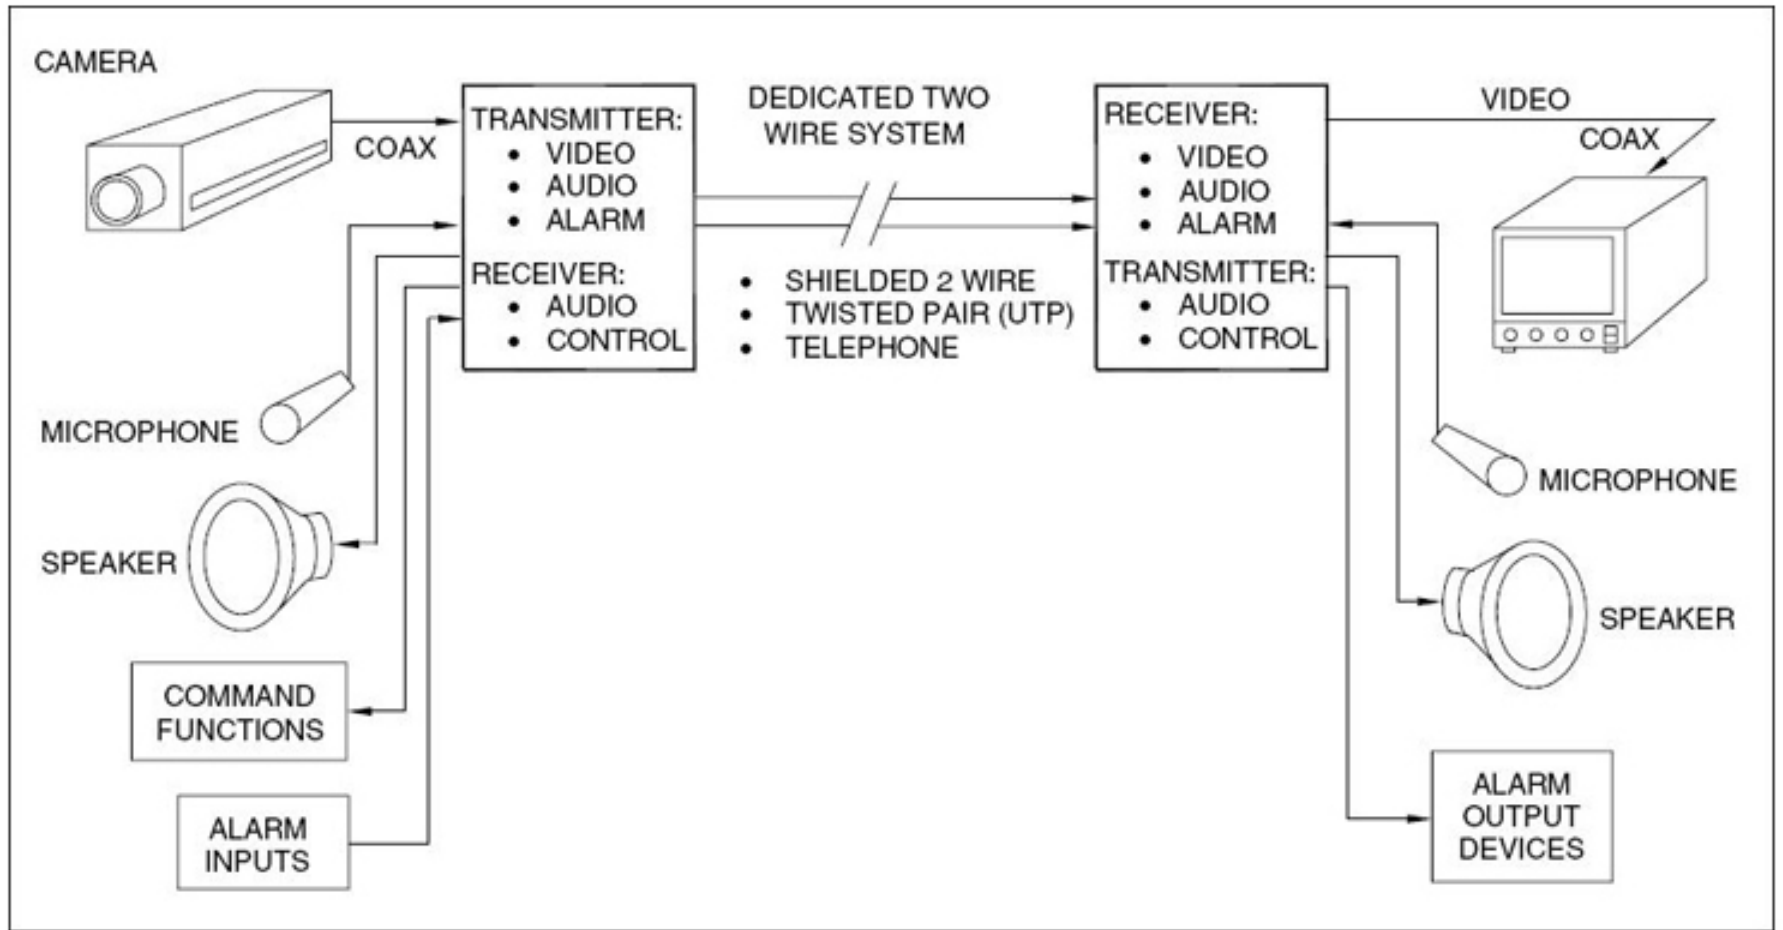 CAMERA
COAX
TRANSMITTER:
• VIDEO
• AUDIO
• ALARM
RECEIVER:
• AUDIO
• CONTROL
DEDICATED TWO
WIRE SYSTEM
• SHIELDED 2 WIRE
• TWISTED PAIR (UTP)
• TELEPHONE
RECEIVER:
• VIDEO
• AUDIO
• ALARM
TRANSMITTER:
• AUDIO
• CONTROL
VIDEO
COAX
MICROPHONE
SPEAKER
COMMAND
FUNCTIONS
ALARM
INPUTS
MICROPHONE
SPEAKER
ALARM
OUTPUT
DEVICES